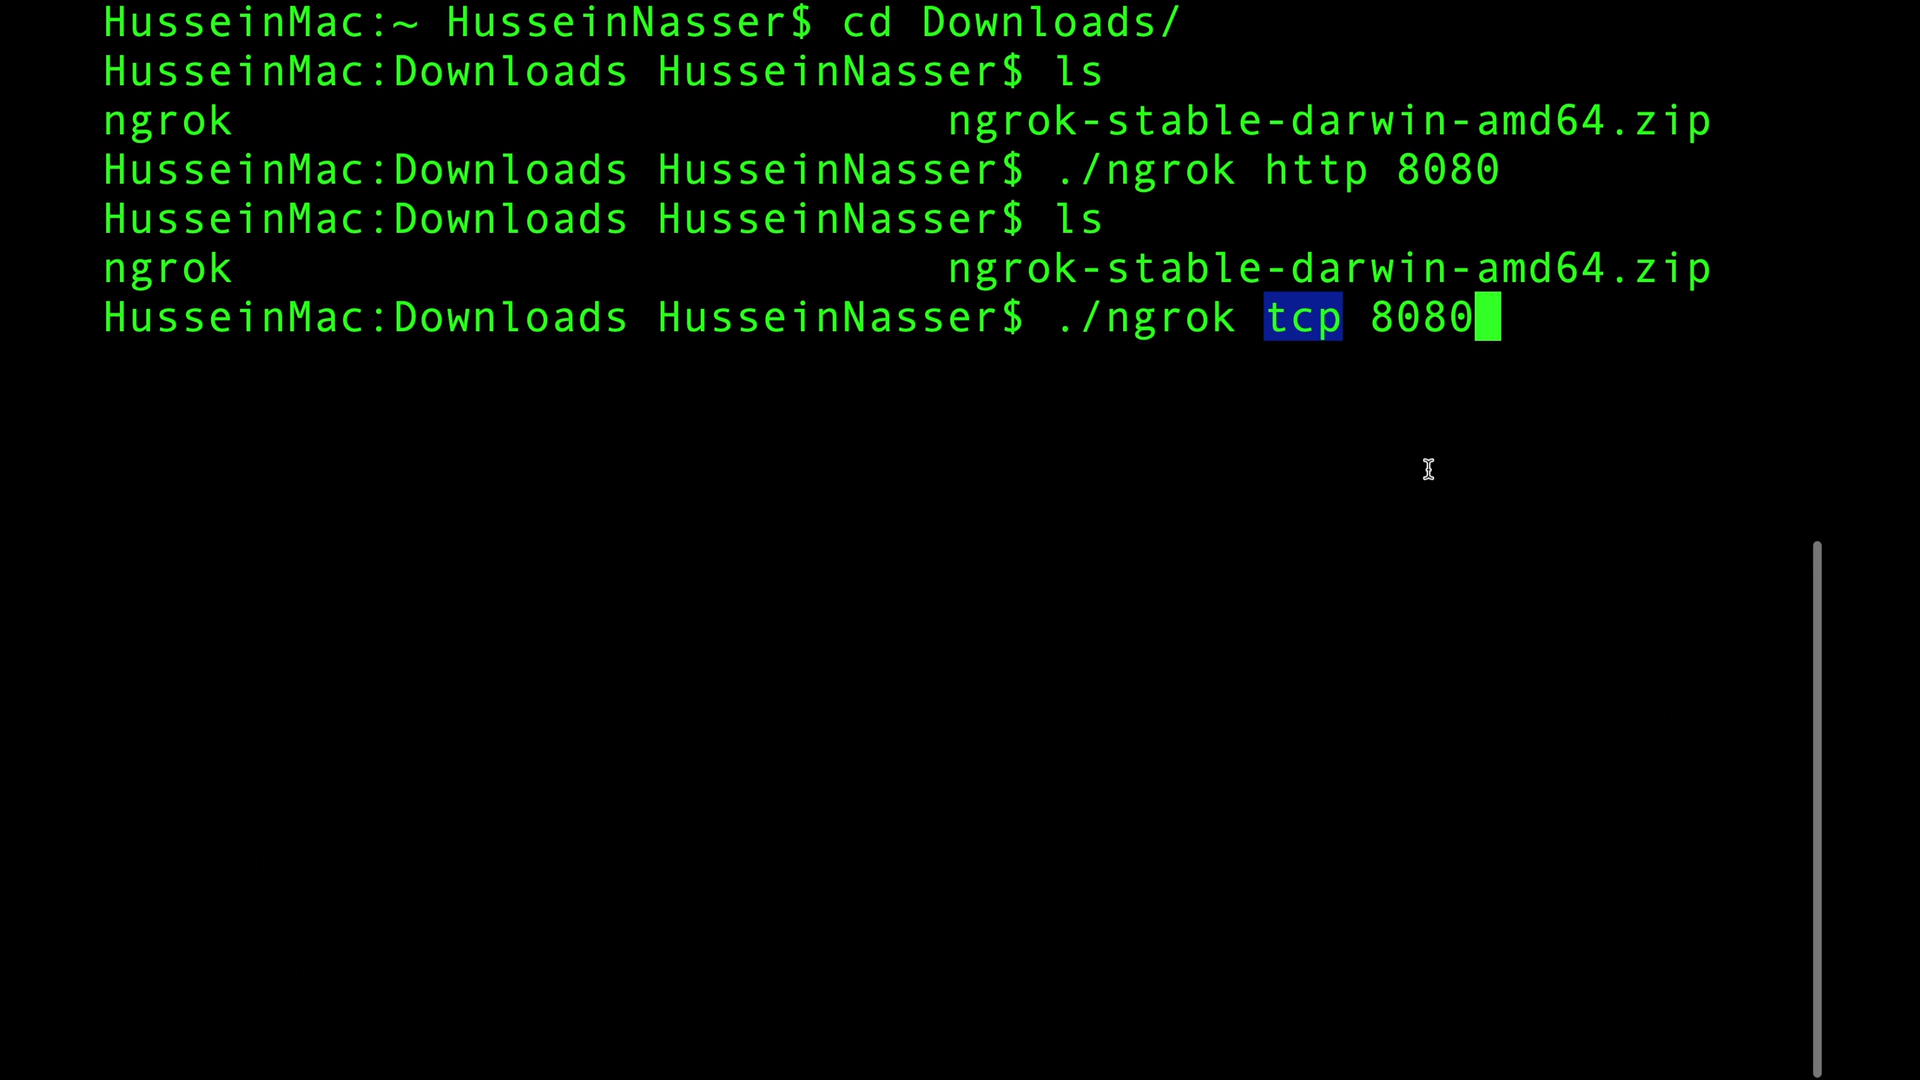 HusseinMac:~ HusseinNasser$ cd Downloads/
HusseinMac:Downloads HusseinNasser$ ls
ngrok ngrok-stable-darwin-amd64.zip
HusseinMac:Downloads HusseinNasser$ ./ngrok http 8080
HusseinMac:Downloads HusseinNasser$ ls
ngrok ngrok-stable-darwin-amd64.zip
HusseinMac:Downloads HusseinNasser$ ./ngrok tcp 8080